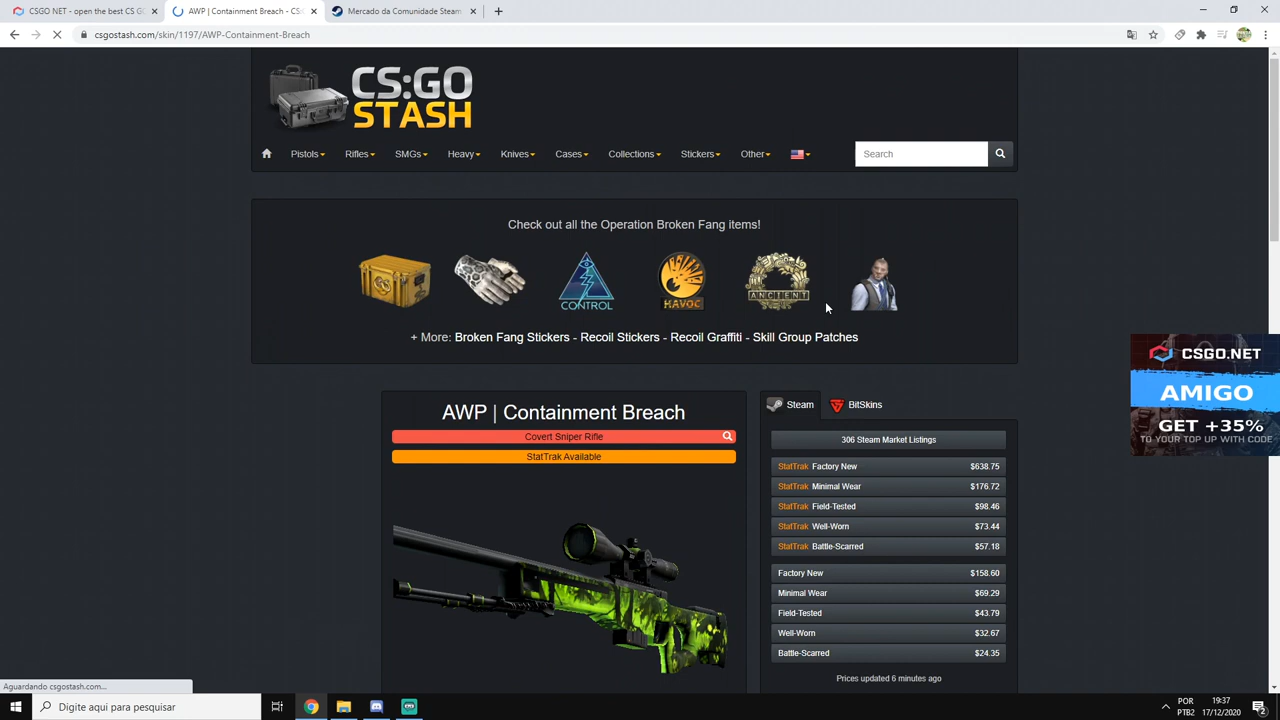 CSGO NET - open the best CS GO
AWP | Containment Breach - CS:
Mercado da Comunidade Steam
csgostash.com/skin/1197/AWP-Containment-Breach
CS:GO
STASH
Pistols
Rifles
SMGs
Heavy
Knives
Cases
Collections
Stickers
Other
Search
Check out all the Operation Broken Fang items!
CONTROL
HAVOC
ANCIENT
+ More: Broken Fang Stickers - Recoil Stickers - Recoil Graffiti - Skill Group Patches
CSGO.NET
AMIGO
GET +35%
TO YOUR TOP UP WITH CODE
AWP | Containment Breach
Covert Sniper Rifle
StatTrak Available
Steam
BitSkins
306 Steam Market Listings
StatTrak Factory New $638.75
StatTrak Minimal Wear $176.72
StatTrak Field-Tested $98.46
StatTrak Well-Worn $73.44
StatTrak Battle-Scarred $57.18
Factory New $158.60
Minimal Wear $69.29
Field-Tested $43.79
Well-Worn $32.67
Battle-Scarred $24.35
Prices updated 6 minutes ago
Aguardando csgostash.com...
Digite aqui para pesquisar
POR
PTB2
19:37
17/12/2020
2